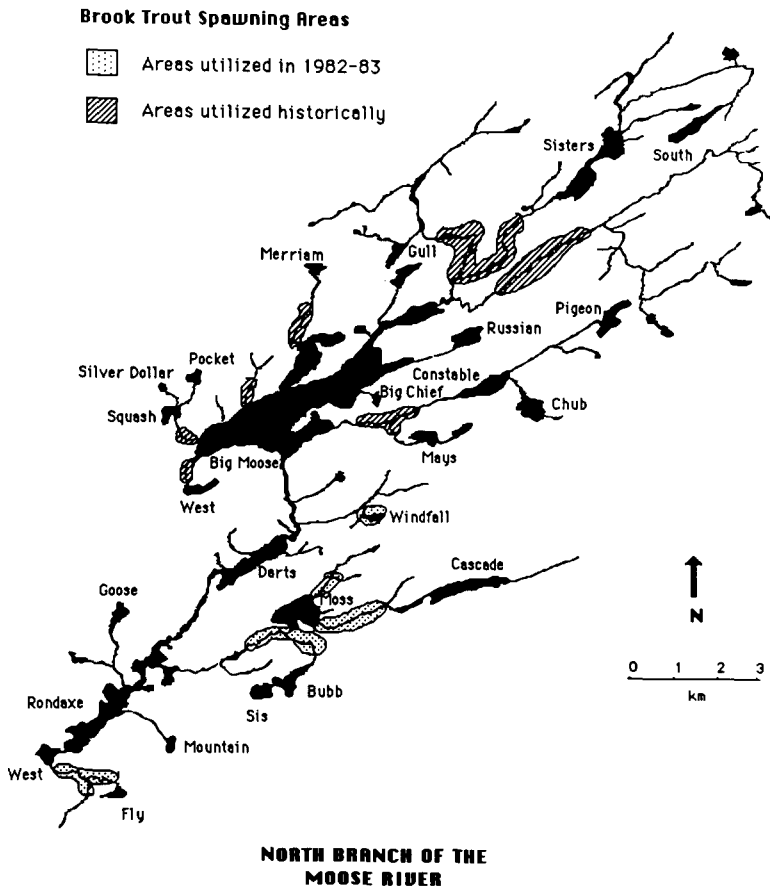 Brook Trout Spawning Areas
Areas utilized in 1982-83
Areas utilized historically
Sisters
South
Gull
Merriam
Pigeon
Russian
Pocket
Silver Dollar
Constable
Big Chief
Squash
Chub
Mays
Big Moose
West
Windfall
Cascade
Darts
Goose
Moss
N
0 1 2 3
km
Bubb
Rondaxe
Sis
Mountain
West
Fly
NORTH BRANCH OF THE
MOOSE RIVER